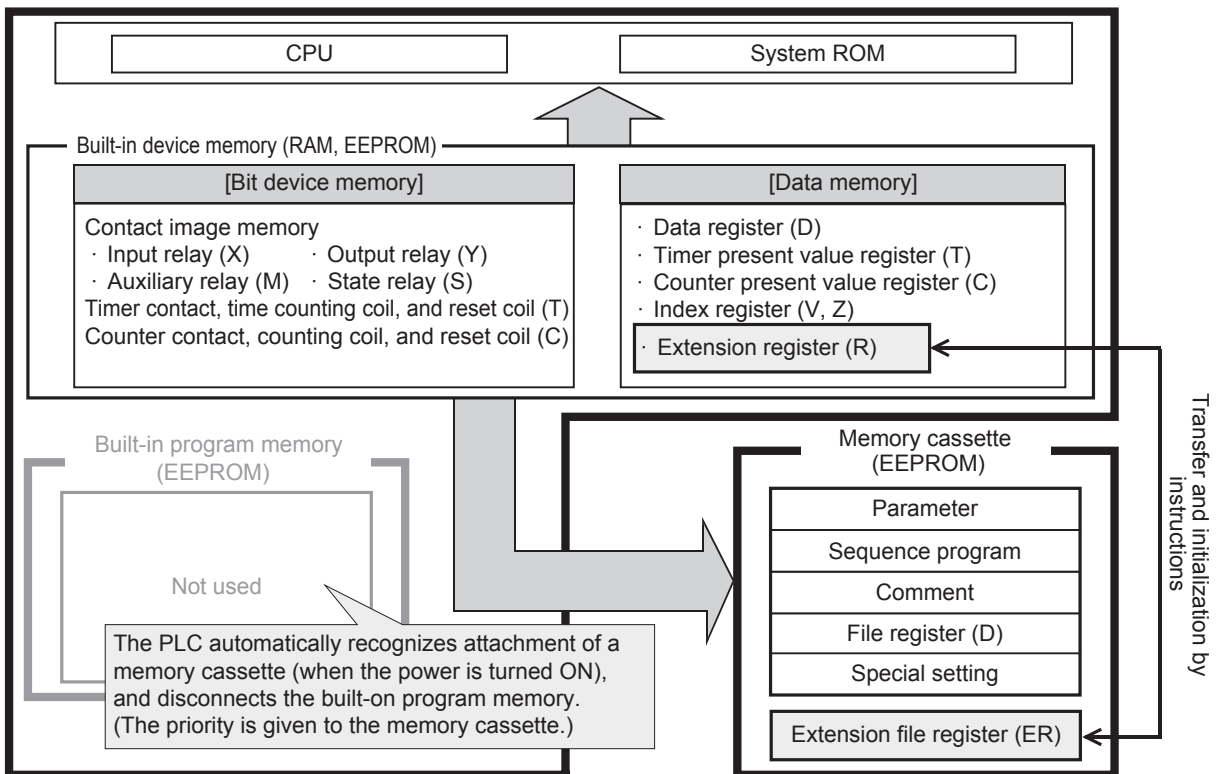 CPU
System ROM
Built-in device memory (RAM, EEPROM)
[Bit device memory]
Contact image memory
· Input relay (X) · Output relay (Y)
· Auxiliary relay (M) · State relay (S)
Timer contact, time counting coil, and reset coil (T)
Counter contact, counting coil, and reset coil (C)
[Data memory]
· Data register (D)
· Timer present value register (T)
· Counter present value register (C)
· Index register (V, Z)
· Extension register (R)
Transfer and initialization by
instructions
Built-in program memory
(EEPROM)
Not used
The PLC automatically recognizes attachment of a
memory cassette (when the power is turned ON),
and disconnects the built-on program memory.
(The priority is given to the memory cassette.)
Memory cassette
(EEPROM)
Parameter
Sequence program
Comment
File register (D)
Special setting
Extension file register (ER)